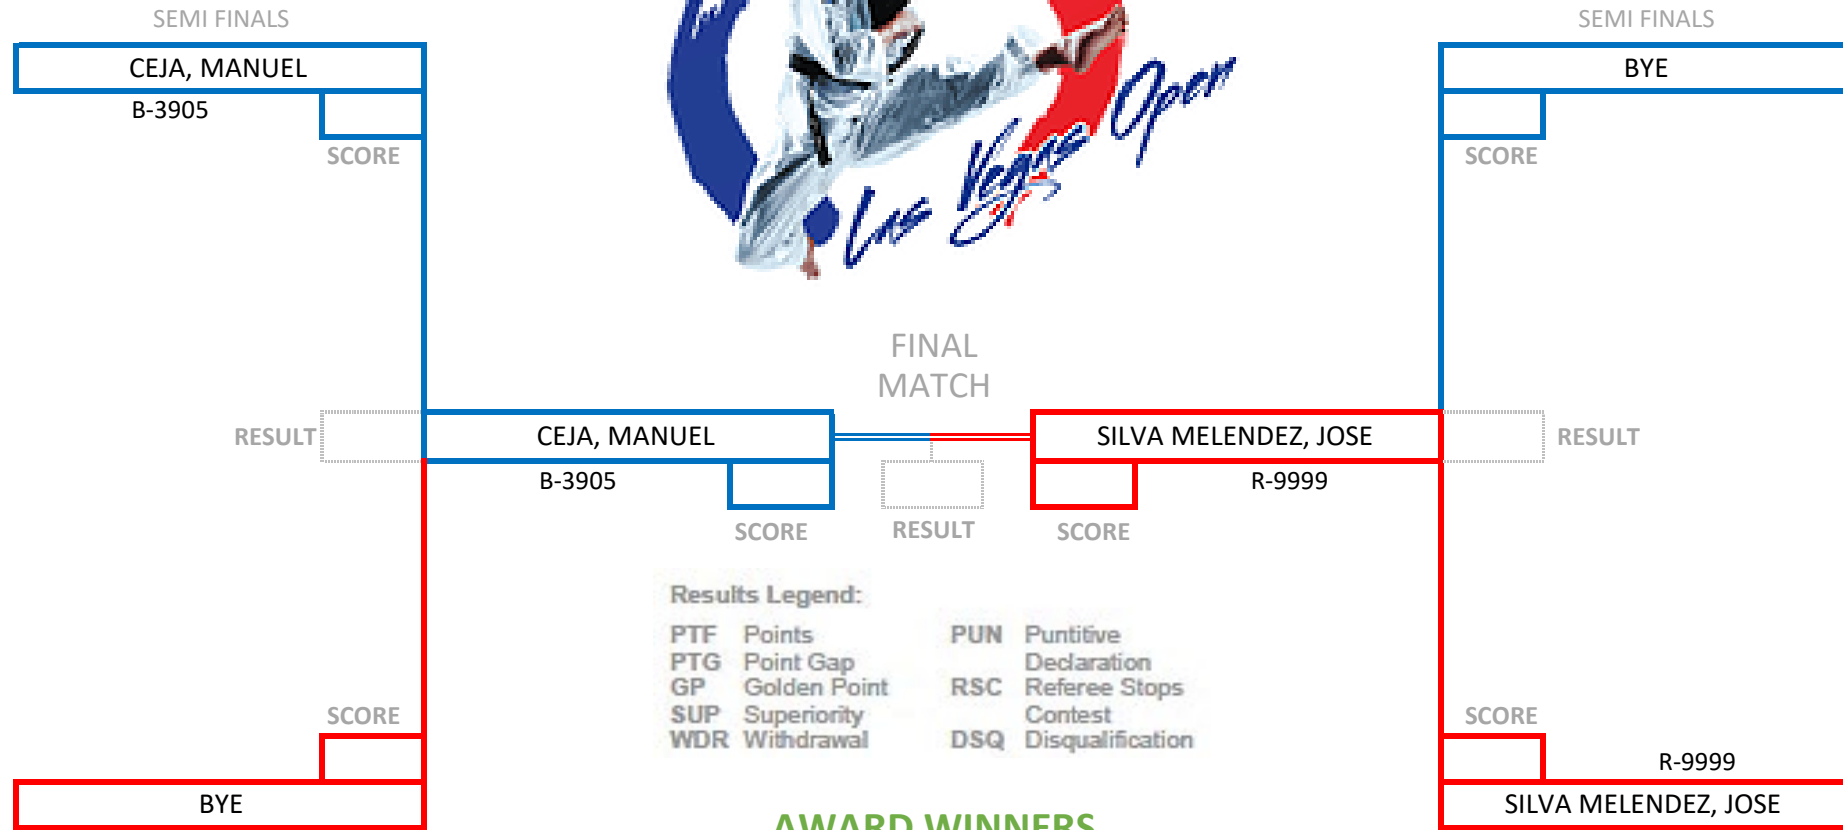 SEMI FINALS
SEMI FINALS
CEJA, MANUEL
BYE
B-3905
SCORE
SCORE
Las Vegas Open
FINAL
MATCH
RESULT
CEJA, MANUEL
SILVA MELENDEZ, JOSE
RESULT
B-3905
R-9999
SCORE
RESULT
SCORE
Results Legend:
PTF Points
PTG Point Gap
GP Golden Point
SUP Superiority
WDR Withdrawal
PUN Puntitive
Declaration
RSC Referee Stops
Contest
DSQ Disqualification
SCORE
SCORE
R-9999
BYE
SILVA MELENDEZ, JOSE
AWARD WINNERS